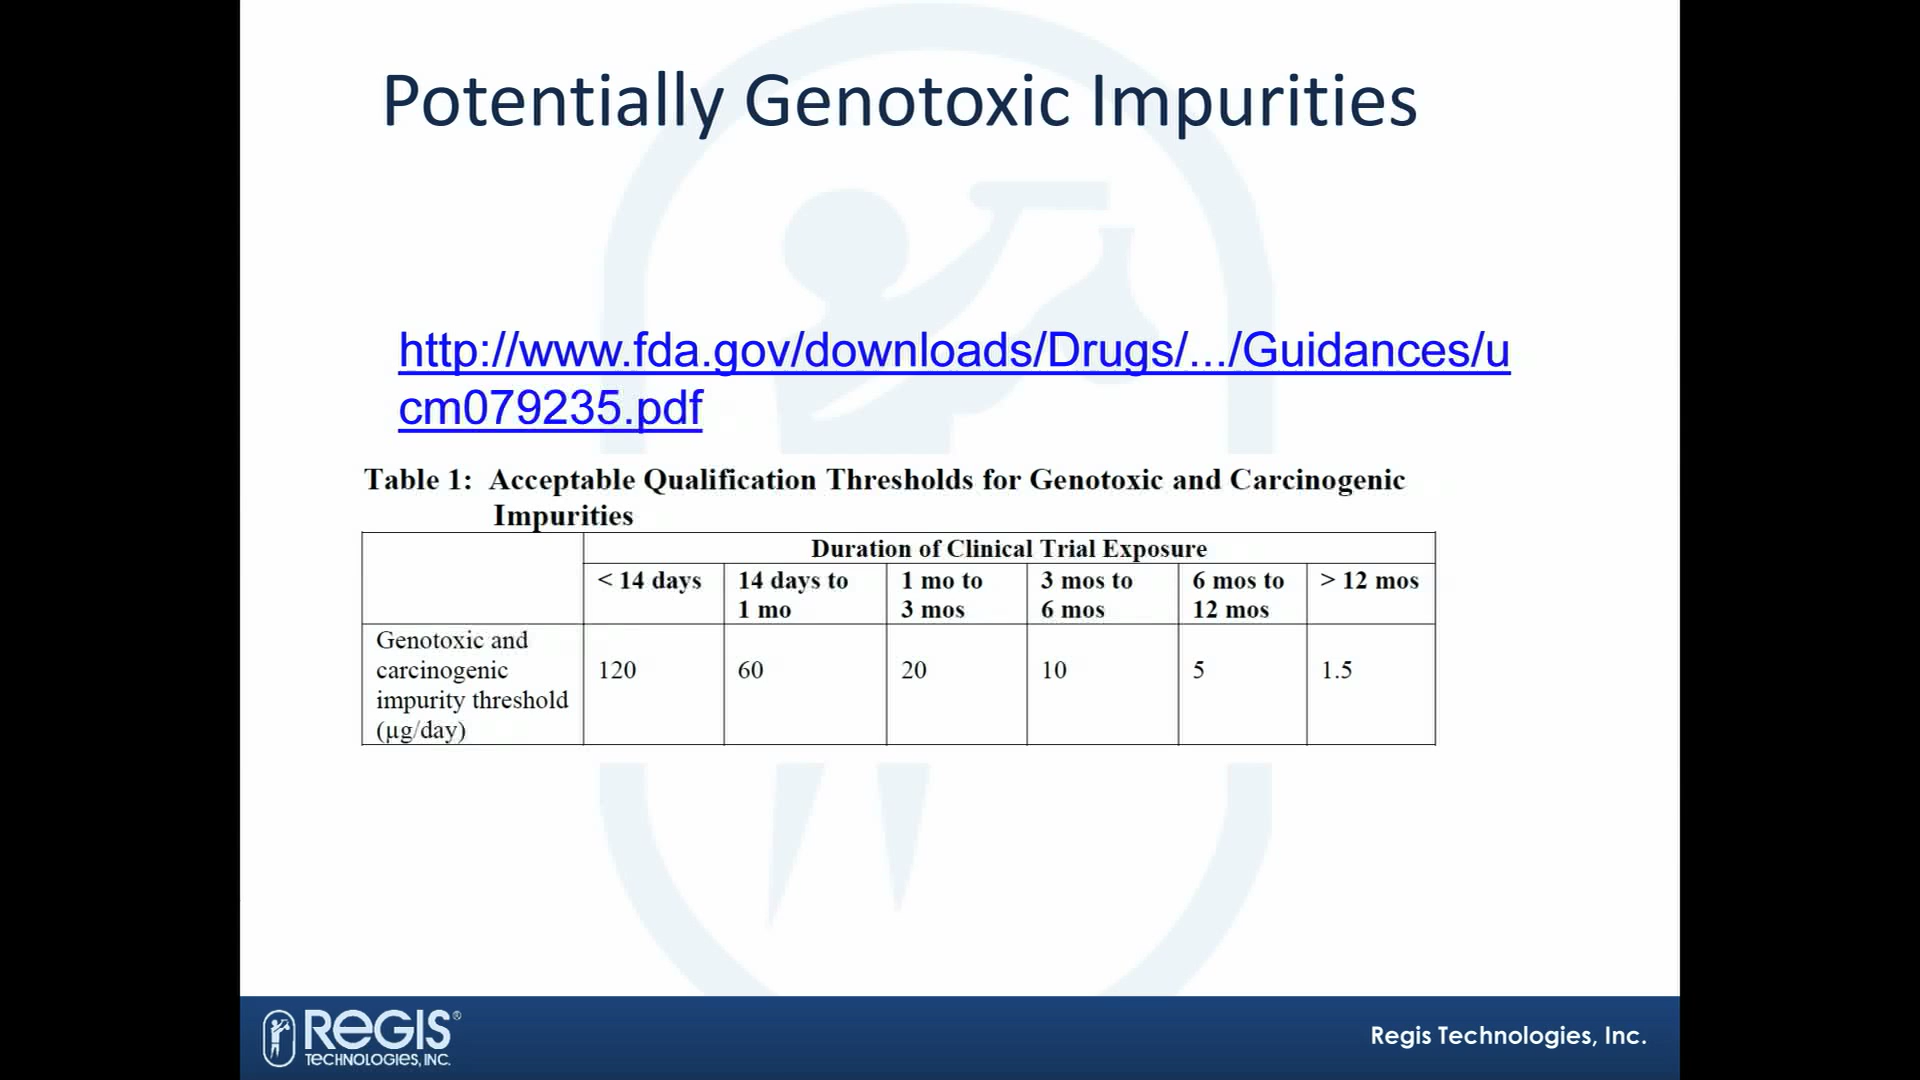 Potentially Genotoxic Impurities
http://www.fda.gov/downloads/Drugs/.../Guidances/u
cm079235.pdf
Table 1: Acceptable Qualification Thresholds for Genotoxic and Carcinogenic
Impurities
Duration of Clinical Trial Exposure
< 14 days 14 days to 1 mo 1 mo to 3 mos 3 mos to 6 mos 6 mos to 12 mos > 12 mos
Genotoxic and
carcinogenic
impurity threshold
(µg/day)
120 60 20 10 5 1.5
REGIS®
TECHNOLOGIES, INC.
Regis Technologies, Inc.